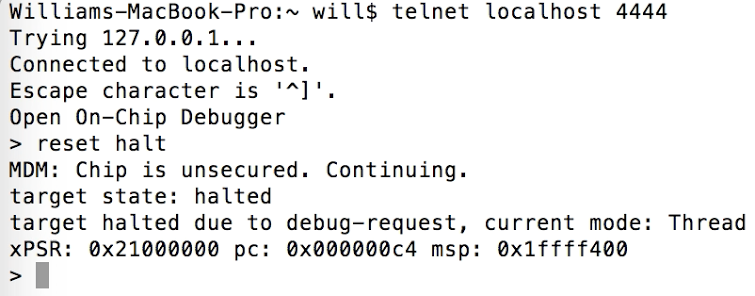 Williams-MacBook-Pro:~ will$ telnet localhost 4444
Trying 127.0.0.1...
Connected to localhost.
Escape character is '^]'.
Open On-Chip Debugger
> reset halt
MDM: Chip is unsecured. Continuing.
target state: halted
target halted due to debug-request, current mode: Thread
xPSR: 0x21000000 pc: 0x000000c4 msp: 0x1ffff400
>